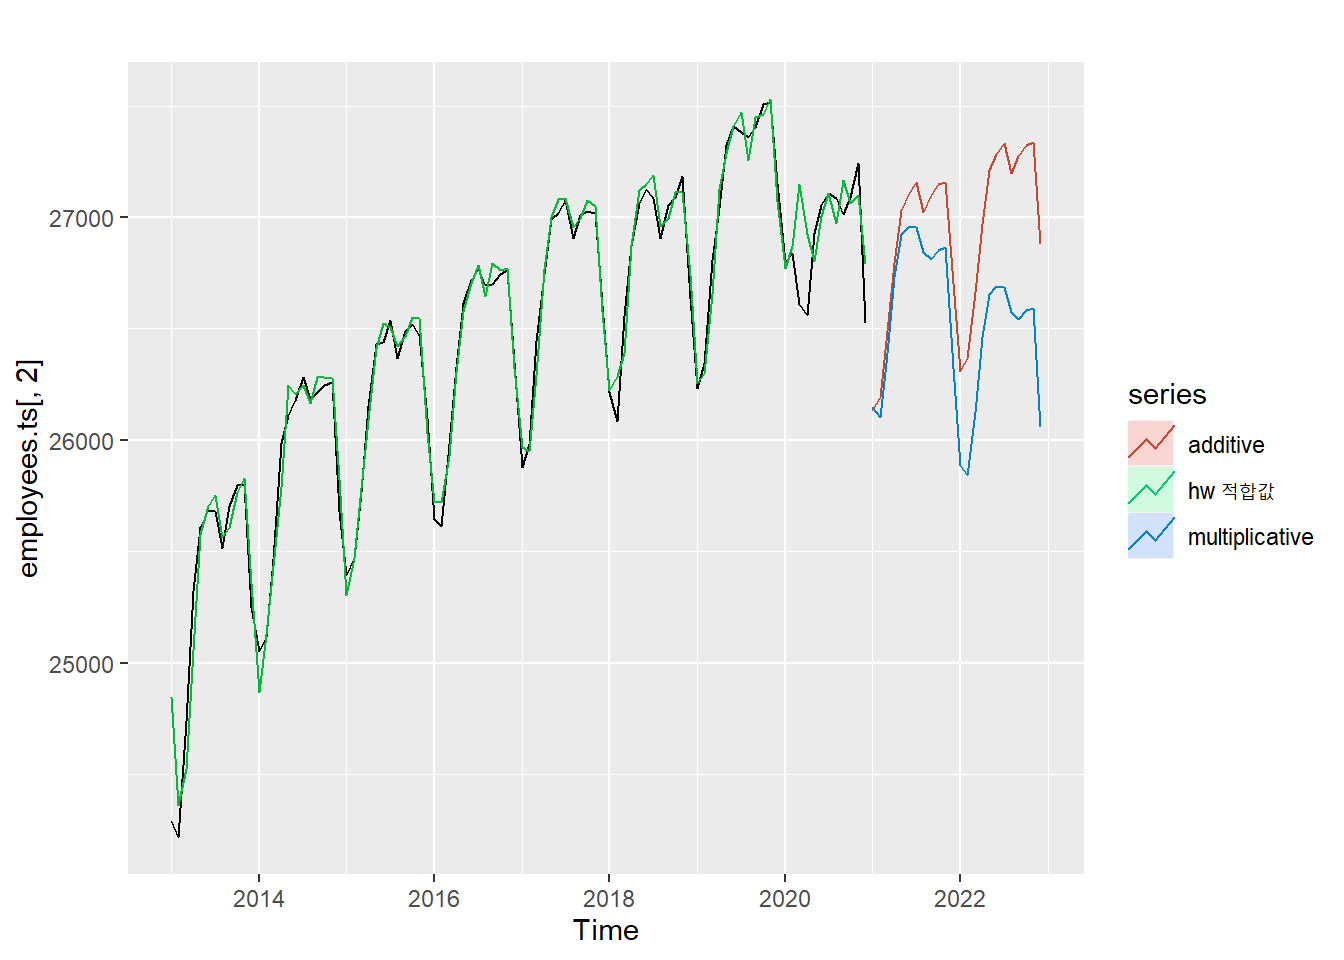 27000
26000
25000
employees.ts[, 2]
2014 2016 2018 2020 2022
Time
series
additive
hw 적합값
multiplicative